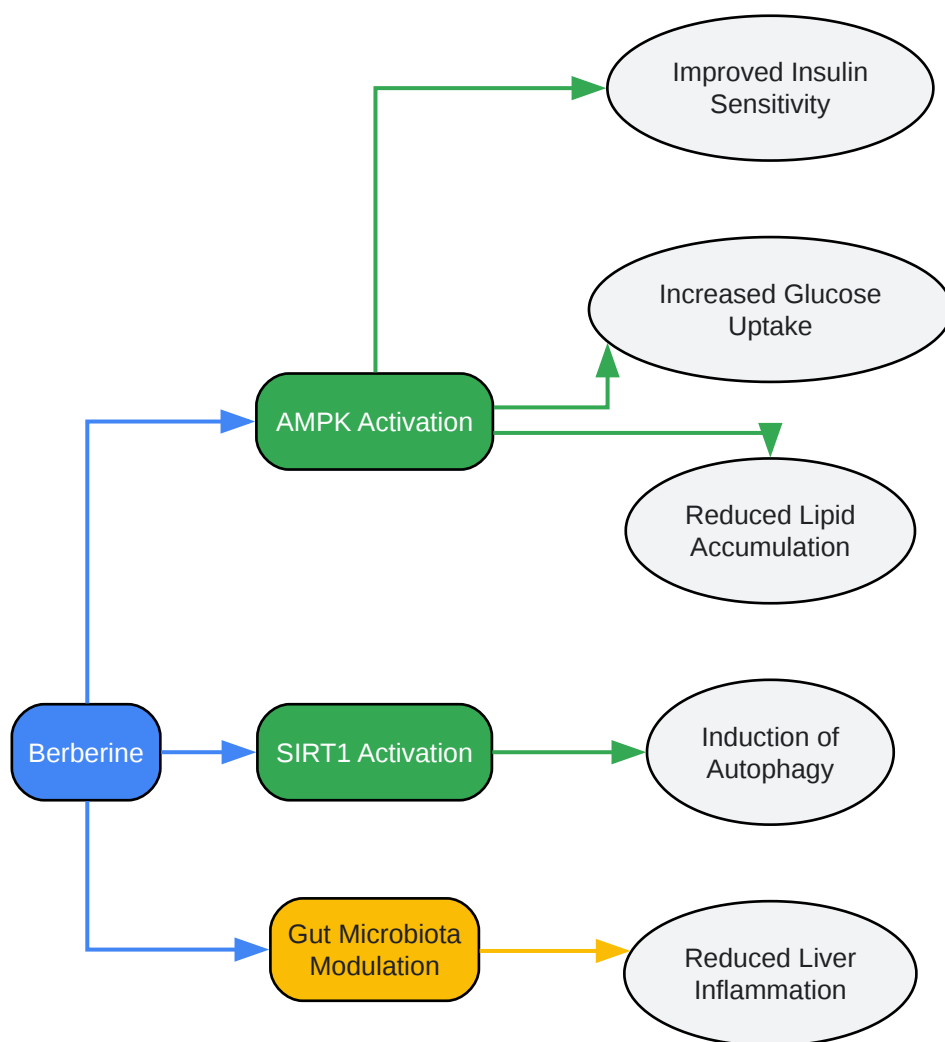 Improved Insulin
Sensitivity
Increased Glucose
Uptake
AMPK Activation
Reduced Lipid
Accumulation
Berberine
SIRT1 Activation
Induction of
Autophagy
Gut Microbiota
Modulation
Reduced Liver
Inflammation